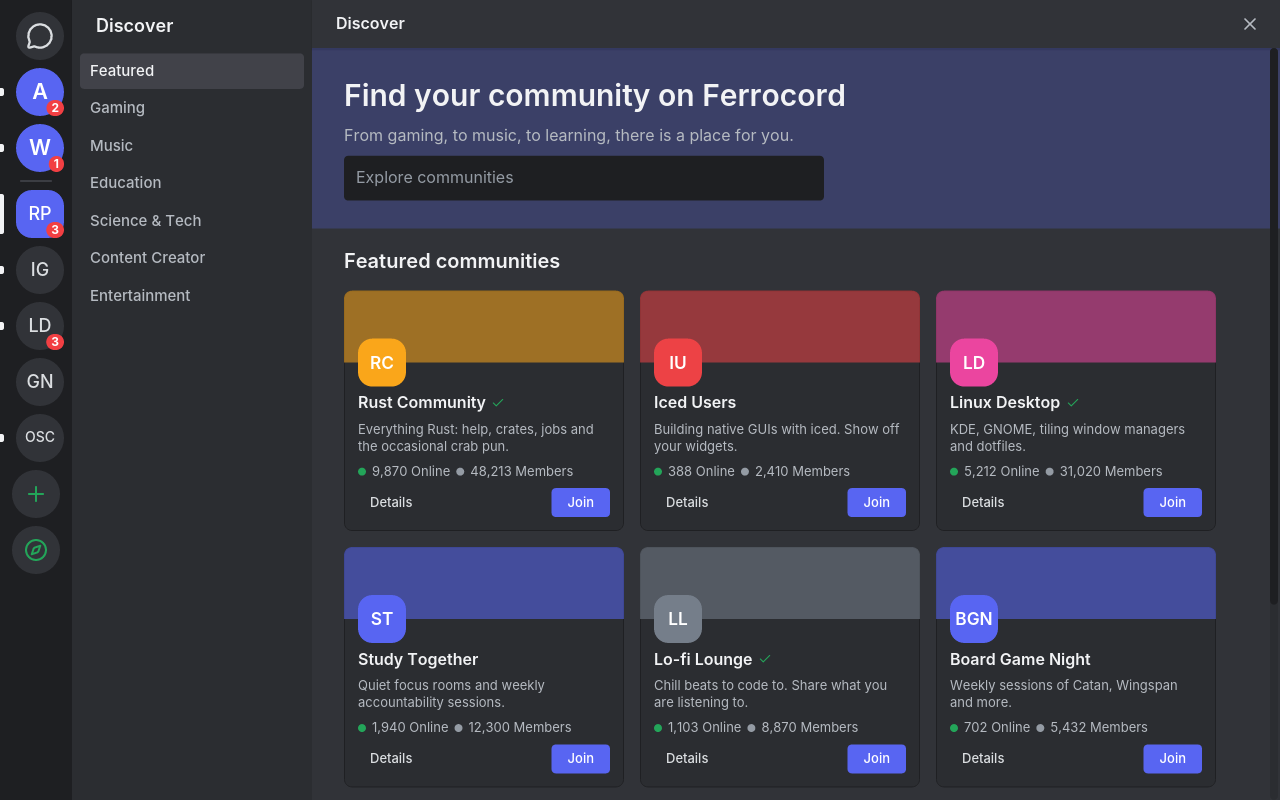 Discover
A
2
W
1
RP
3
IG
LD
3
GN
OSC
Featured
Gaming
Music
Education
Science & Tech
Content Creator
Entertainment
Discover
Find your community on Ferrocord
From gaming, to music, to learning, there is a place for you.
Explore communities
Featured communities
RC
Rust Community
Everything Rust: help, crates, jobs and
the occasional crab pun.
9,870 Online 48,213 Members
Details Join
IU
Iced Users
Building native GUIs with iced. Show off
your widgets.
388 Online 2,410 Members
Details Join
LD
Linux Desktop
KDE, GNOME, tiling window managers
and dotfiles.
5,212 Online 31,020 Members
Details Join
ST
Study Together
Quiet focus rooms and weekly
accountability sessions.
1,940 Online 12,300 Members
Details Join
LL
Lo-fi Lounge
Chill beats to code to. Share what you
are listening to.
1,103 Online 8,870 Members
Details Join
BGN
Board Game Night
Weekly sessions of Catan, Wingspan
and more.
702 Online 5,432 Members
Details Join